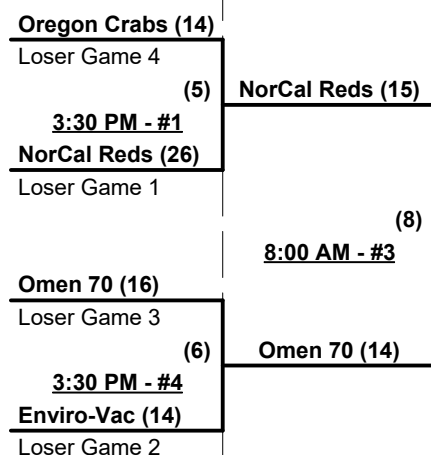 Oregon Crabs (14)
Loser Game 4
(5)
NorCal Reds (15)
3:30 PM - #1
NorCal Reds (26)
Loser Game 1
(8)
8:00 AM - #3
Omen 70 (16)
Loser Game 3
(6)
Omen 70 (14)
3:30 PM - #4
Enviro-Vac (14)
Loser Game 2